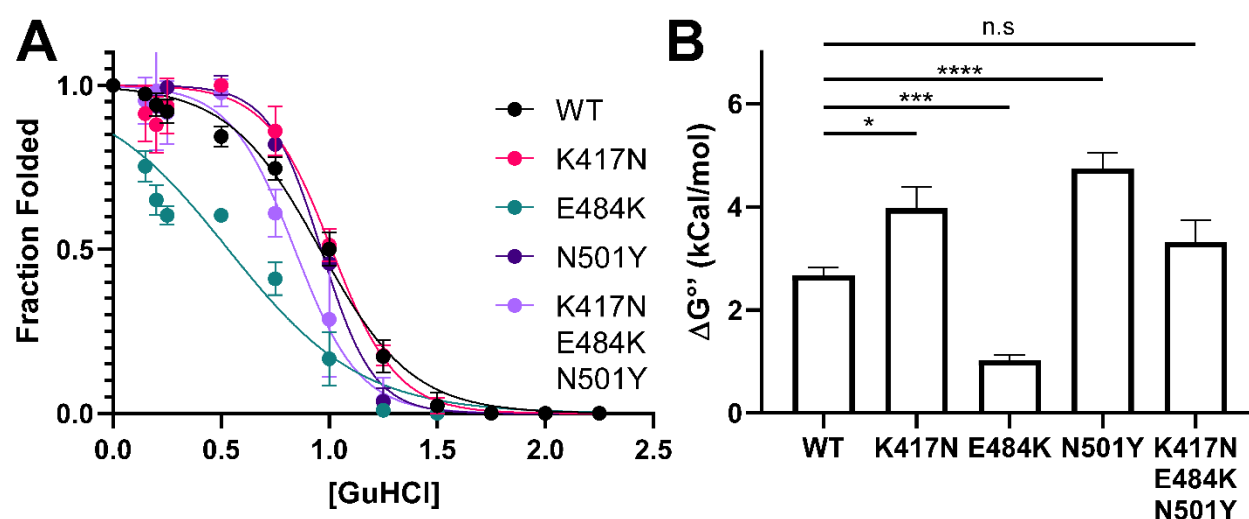 A
1.0
0.5
0.0
Fraction Folded
0.0
0.5
1.0
1.5
2.0
2.5
[GuHCl]
WT
K417N
E484K
N501Y
K417N
E484K
N501Y
B
n.s
****
***
*
6
4
2
0
ΔG°’ (kCal/mol)
WT
K417N
E484K
N501Y
K417N
E484K
N501Y